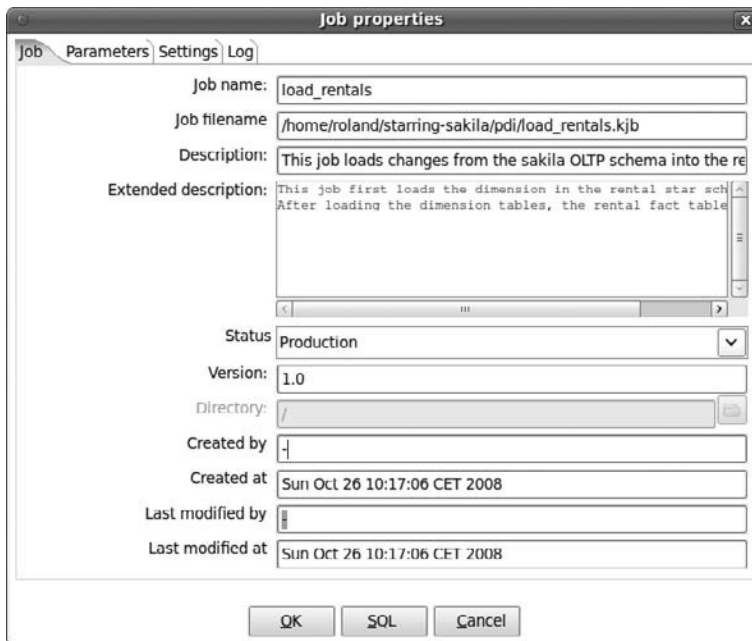 Job properties
Job Parameters Settings Log
Job name: load_rentals
Job filename /home/roland/starring-sakila/pdi/load_rentals.kjb
Description: This job loads changes from the sakila OLTP schema into the re
Extended description: This job first loads the dimension in the rental star sch
After loading the dimension tables, the rental fact table
Status Production
Version: 1.0
Directory: /
Created by -
Created at Sun Oct 26 10:17:06 CET 2008
Last modified by -
Last modified at Sun Oct 26 10:17:06 CET 2008
OK SQL Cancel